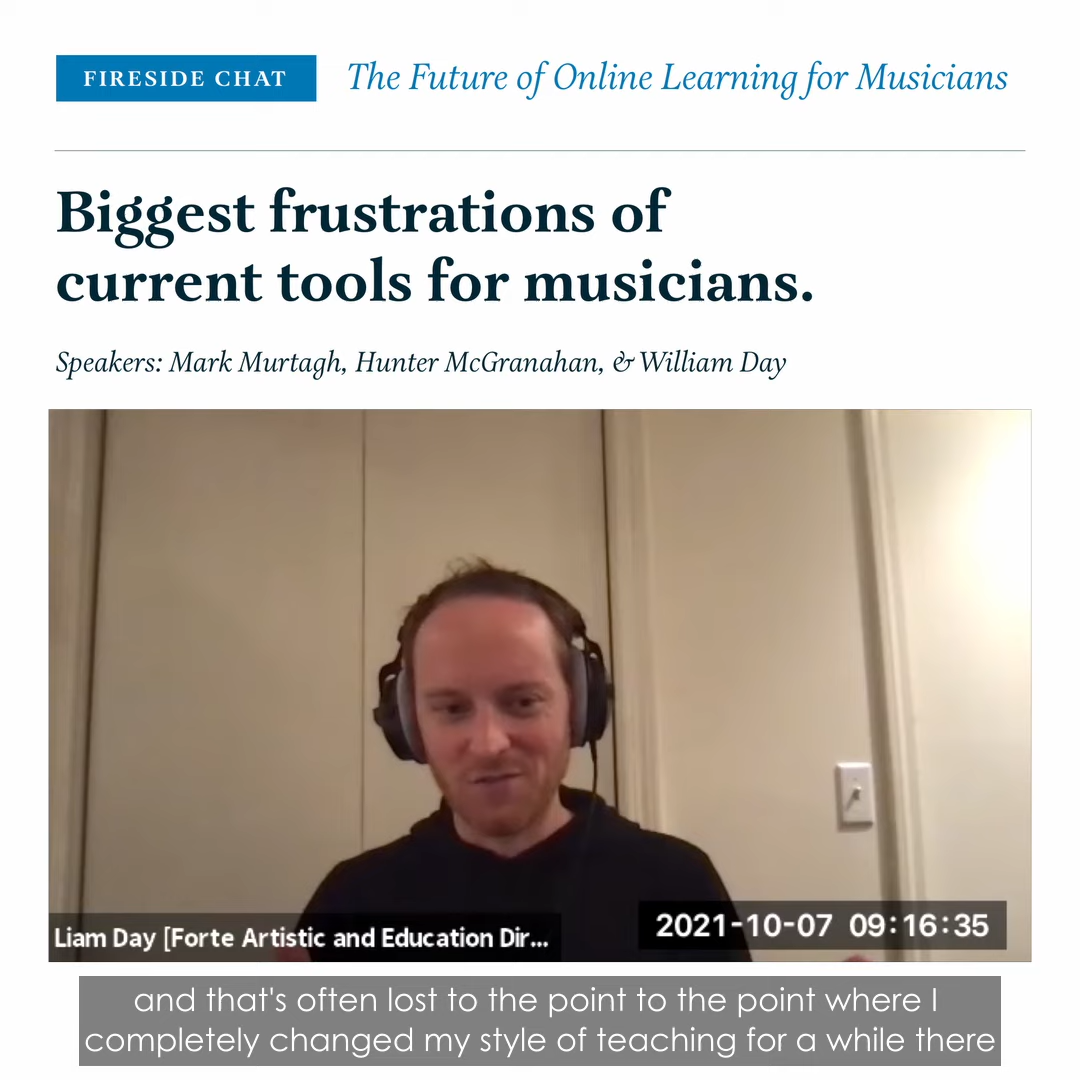 FIRESIDE CHAT
The Future of Online Learning for Musicians
Biggest frustrations of
current tools for musicians.
Speakers: Mark Murtagh, Hunter McGranahan, & William Day
Liam Day [Forte Artistic and Education Dir...
2021-10-07 09:16:35
and that's often lost to the point to the point where I
completely changed my style of teaching for a while there